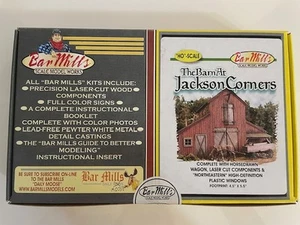 Bar Mills
SCALE MODEL WORKS
ALL "BAR MILLS" KITS INCLUDE:
• PRECISION LASER-CUT WOOD
COMPONENTS
• FULL COLOR SIGNS
• A COMPLETE INSTRUCTIONAL
BOOKLET
COMPLETE WITH COLOR PHOTOS
• LEAD-FREE PEWTER WHITE METAL
DETAIL CASTINGS
• THE "BAR MILLS GUIDE TO BETTER
MODELING"
INSTRUCTIONAL INSERT
BE SURE TO SUBSCRIBE ON-LINE
TO THE BAR MILLS
"DAILY MOOSE"
BARMILLSMODELS.COM
Bar Mills
"HO"-SCALE
Bar Mills
SCALE MODEL WORKS
The Barn At
Jackson Corners
COMPLETE WITH HORSEDRAWN
WAGON, LASER CUT COMPONENTS &
"NORTHEASTERN" HIGH-DEFINITION
PLASTIC WINDOWS
Bar Mills